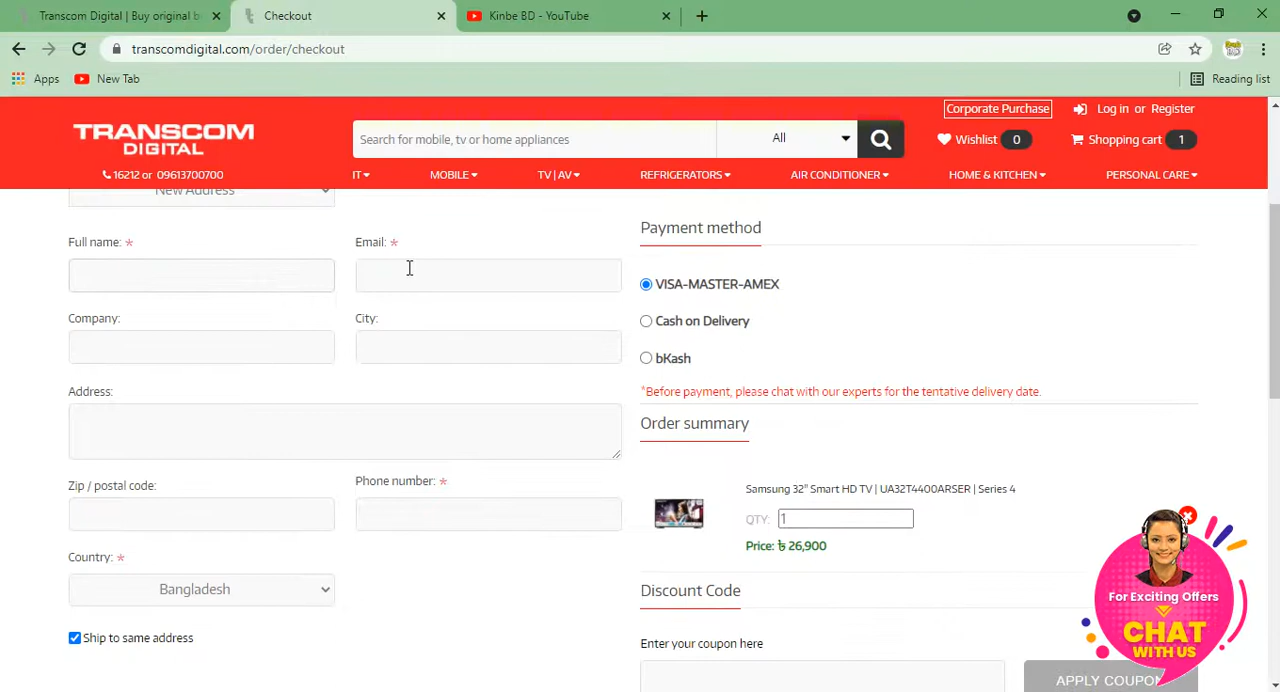 Transcom Digital | Buy original b
Checkout
Kinbe BD - YouTube
transcomdigital.com/order/checkout
Apps
New Tab
Reading list
Corporate Purchase
Log in or Register
TRANSCOM
DIGITAL
Search for mobile, tv or home appliances
All
Wishlist 0
Shopping cart 1
16212 or 09613700700
IT
MOBILE
TV | AV
REFRIGERATORS
AIR CONDITIONER
HOME & KITCHEN
PERSONAL CARE
New Address
Full name: *
Email: *
Company:
City:
Address:
Zip / postal code:
Phone number: *
Country: *
Bangladesh
Ship to same address
Payment method
VISA-MASTER-AMEX
Cash on Delivery
bKash
*Before payment, please chat with our experts for the tentative delivery date.
Order summary
Samsung 32" Smart HD TV | UA32T4400ARSER | Series 4
QTY: 1
Price: ৳ 26,900
Discount Code
Enter your coupon here
APPLY COUPON
For Exciting Offers
CHAT
WITH US